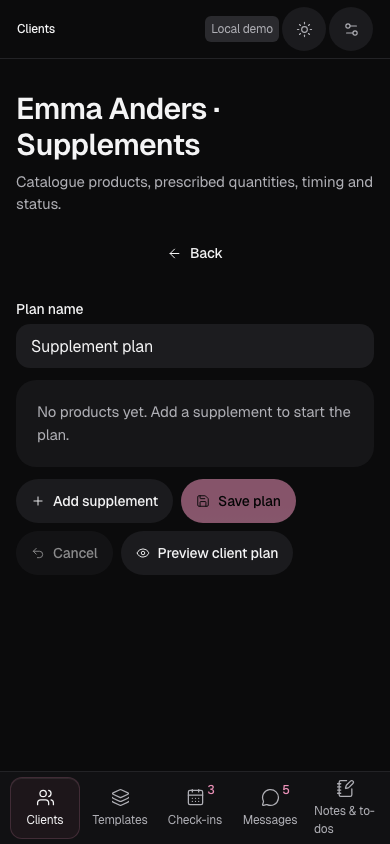 Clients
Local demo
Emma Anders ·
Supplements
Catalogue products, prescribed quantities, timing and
status.
Back
Plan name
Supplement plan
No products yet. Add a supplement to start the
plan.
Add supplement
Save plan
Cancel
Preview client plan
Clients
Templates
3
Check-ins
5
Messages
Notes & to-
dos